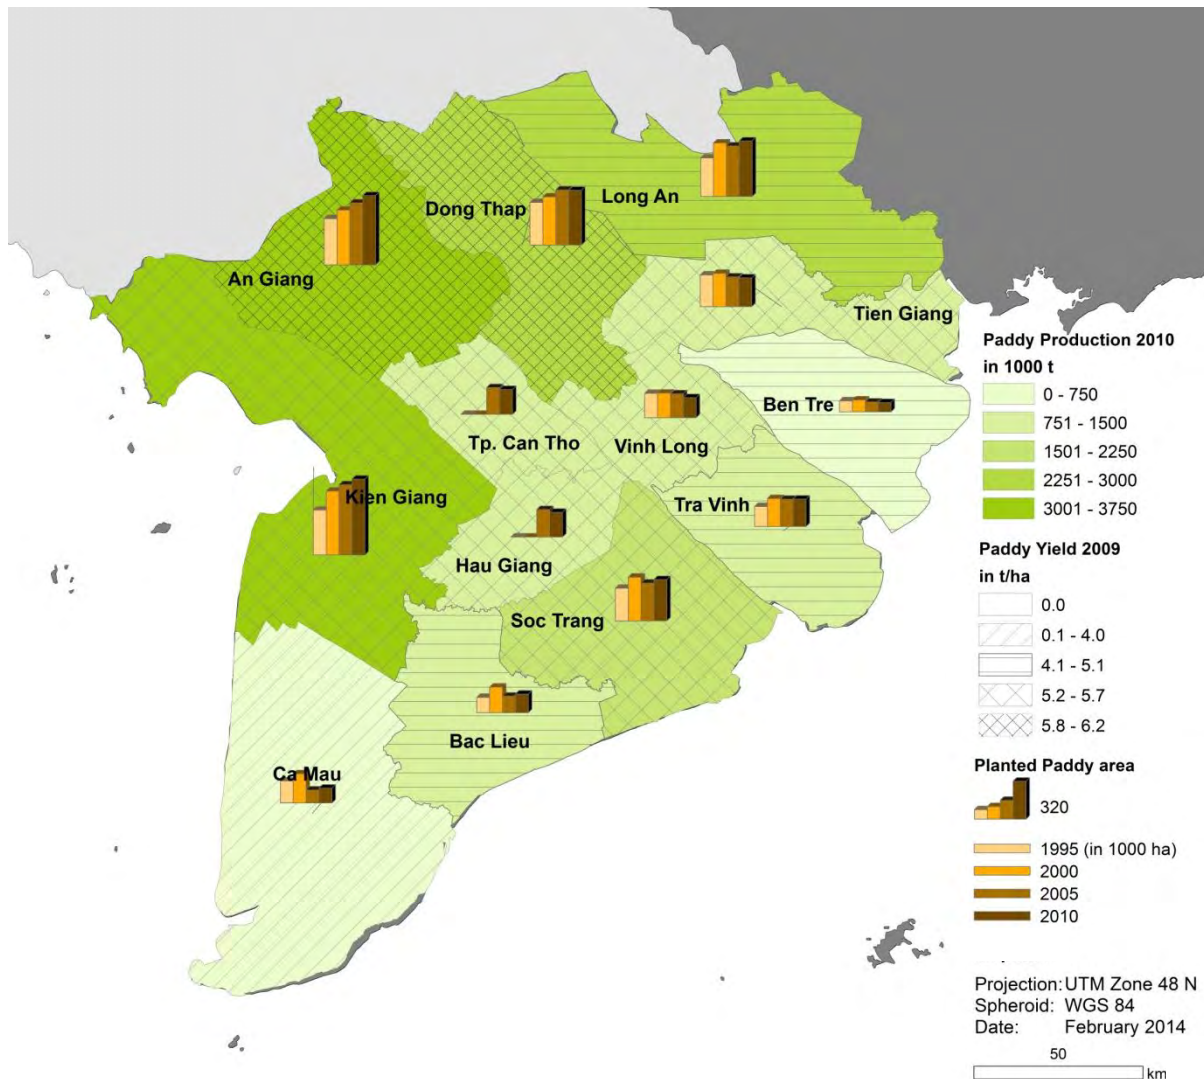 Long An
Dong Thap
An Giang
Tien Giang
Ben Tre
Tp. Can Tho
Vinh Long
Kien Giang
Tra Vinh
Hau Giang
Soc Trang
Bac Lieu
Ca Mau
Paddy Production 2010
in 1000 t
0 - 750
751 - 1500
1501 - 2250
2251 - 3000
3001 - 3750
Paddy Yield 2009
in t/ha
0.0
0.1 - 4.0
4.1 - 5.1
5.2 - 5.7
5.8 - 6.2
Planted Paddy area
320
1995 (in 1000 ha)
2000
2005
2010
Projection: UTM Zone 48 N
Spheroid: WGS 84
Date: February 2014
50
km